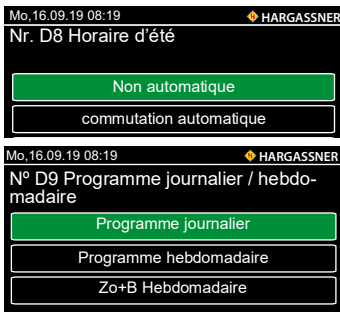 Mo,16.09.19 08:19 HARGASSNER
Nr. D8 Horaire d'été
Non automatique
commutation automatique
Mo,16.09.19 08:19 HARGASSNER
Nº D9 Programme journalier / hebdo-
madaire
Programme journalier
Programme hebdomadaire
Zo+B Hebdomadaire